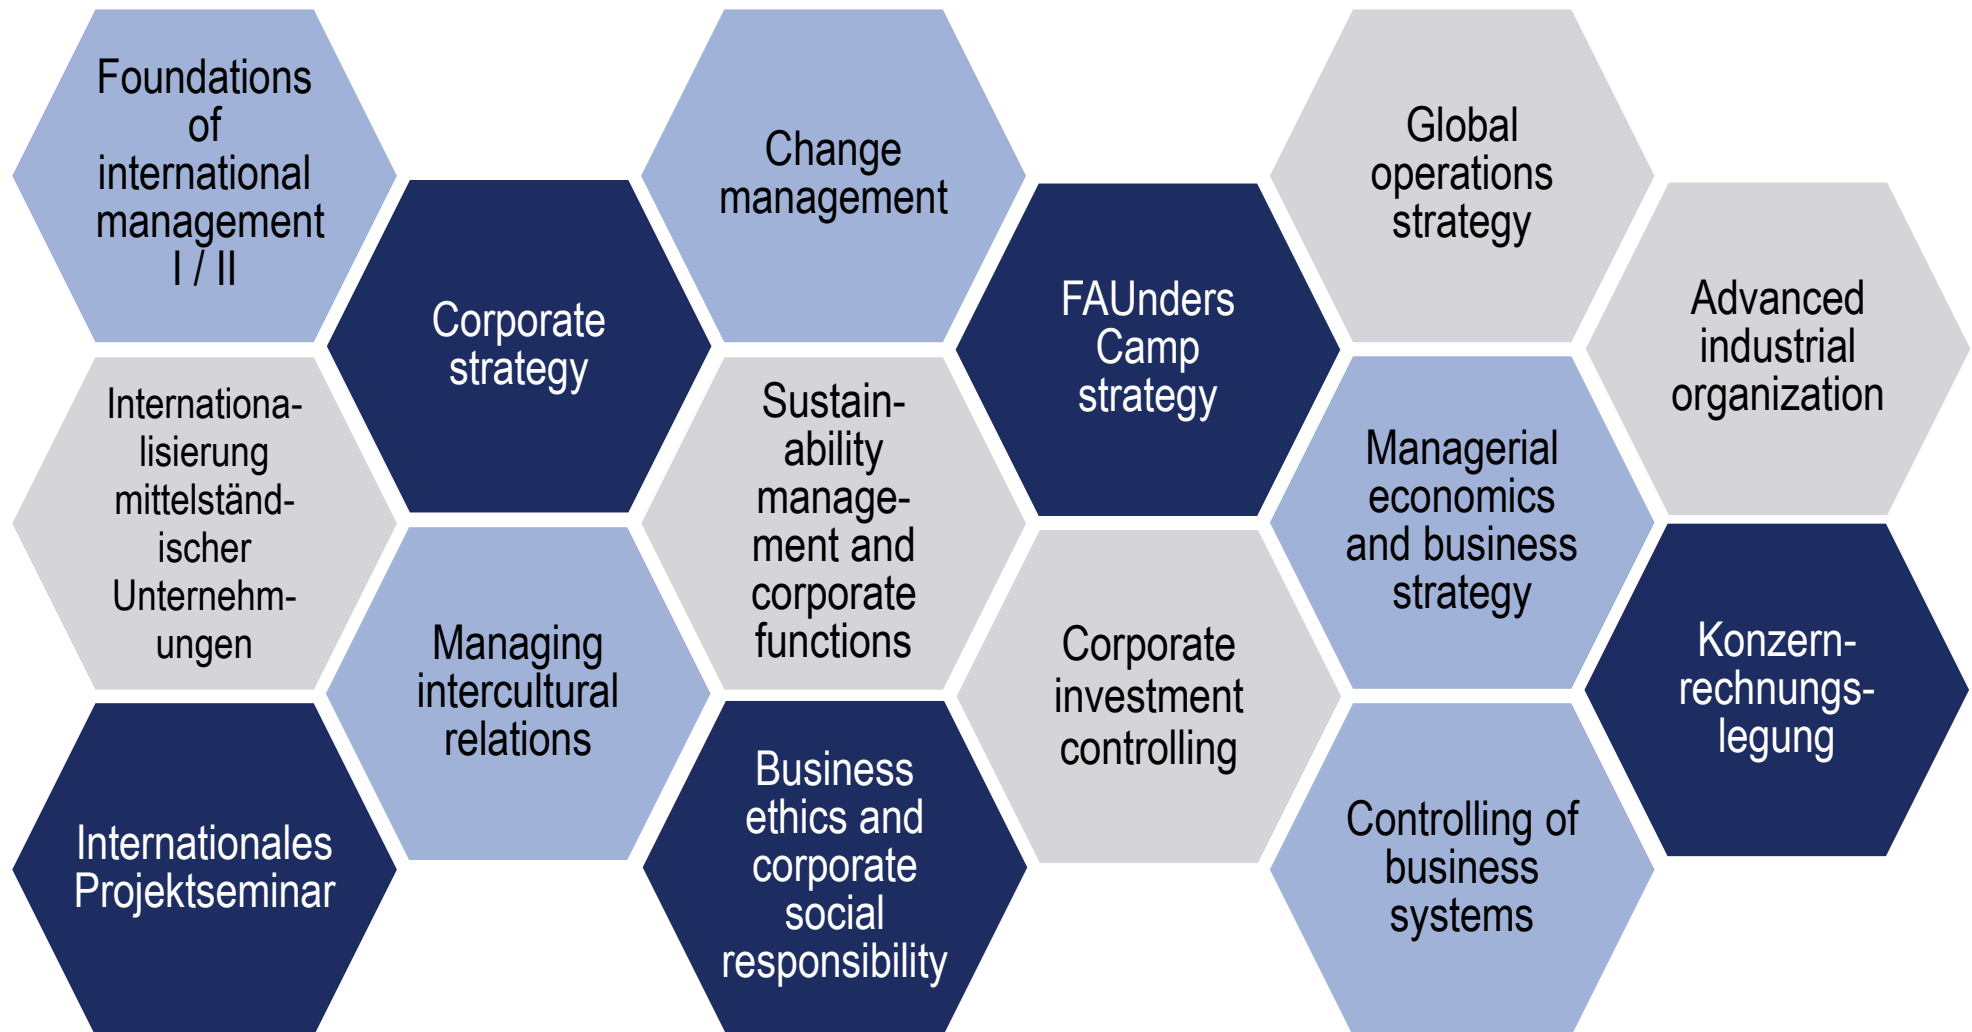 Foundations
of
international
management
I / II
Corporate
strategy
Change
management
FAUnders
Camp
strategy
Global
operations
strategy
Advanced
industrial
organization
Internationa-
lisierung
mittelständ-
ischer
Unternehm-
ungen
Managing
intercultural
relations
Sustain-
ability
manage-
ment and
corporate
functions
Corporate
investment
controlling
Managerial
economics
and business
strategy
Konzern-
rechnungs-
legung
Internationales
Projektseminar
Business
ethics and
corporate
social
responsibility
Controlling of
business
systems